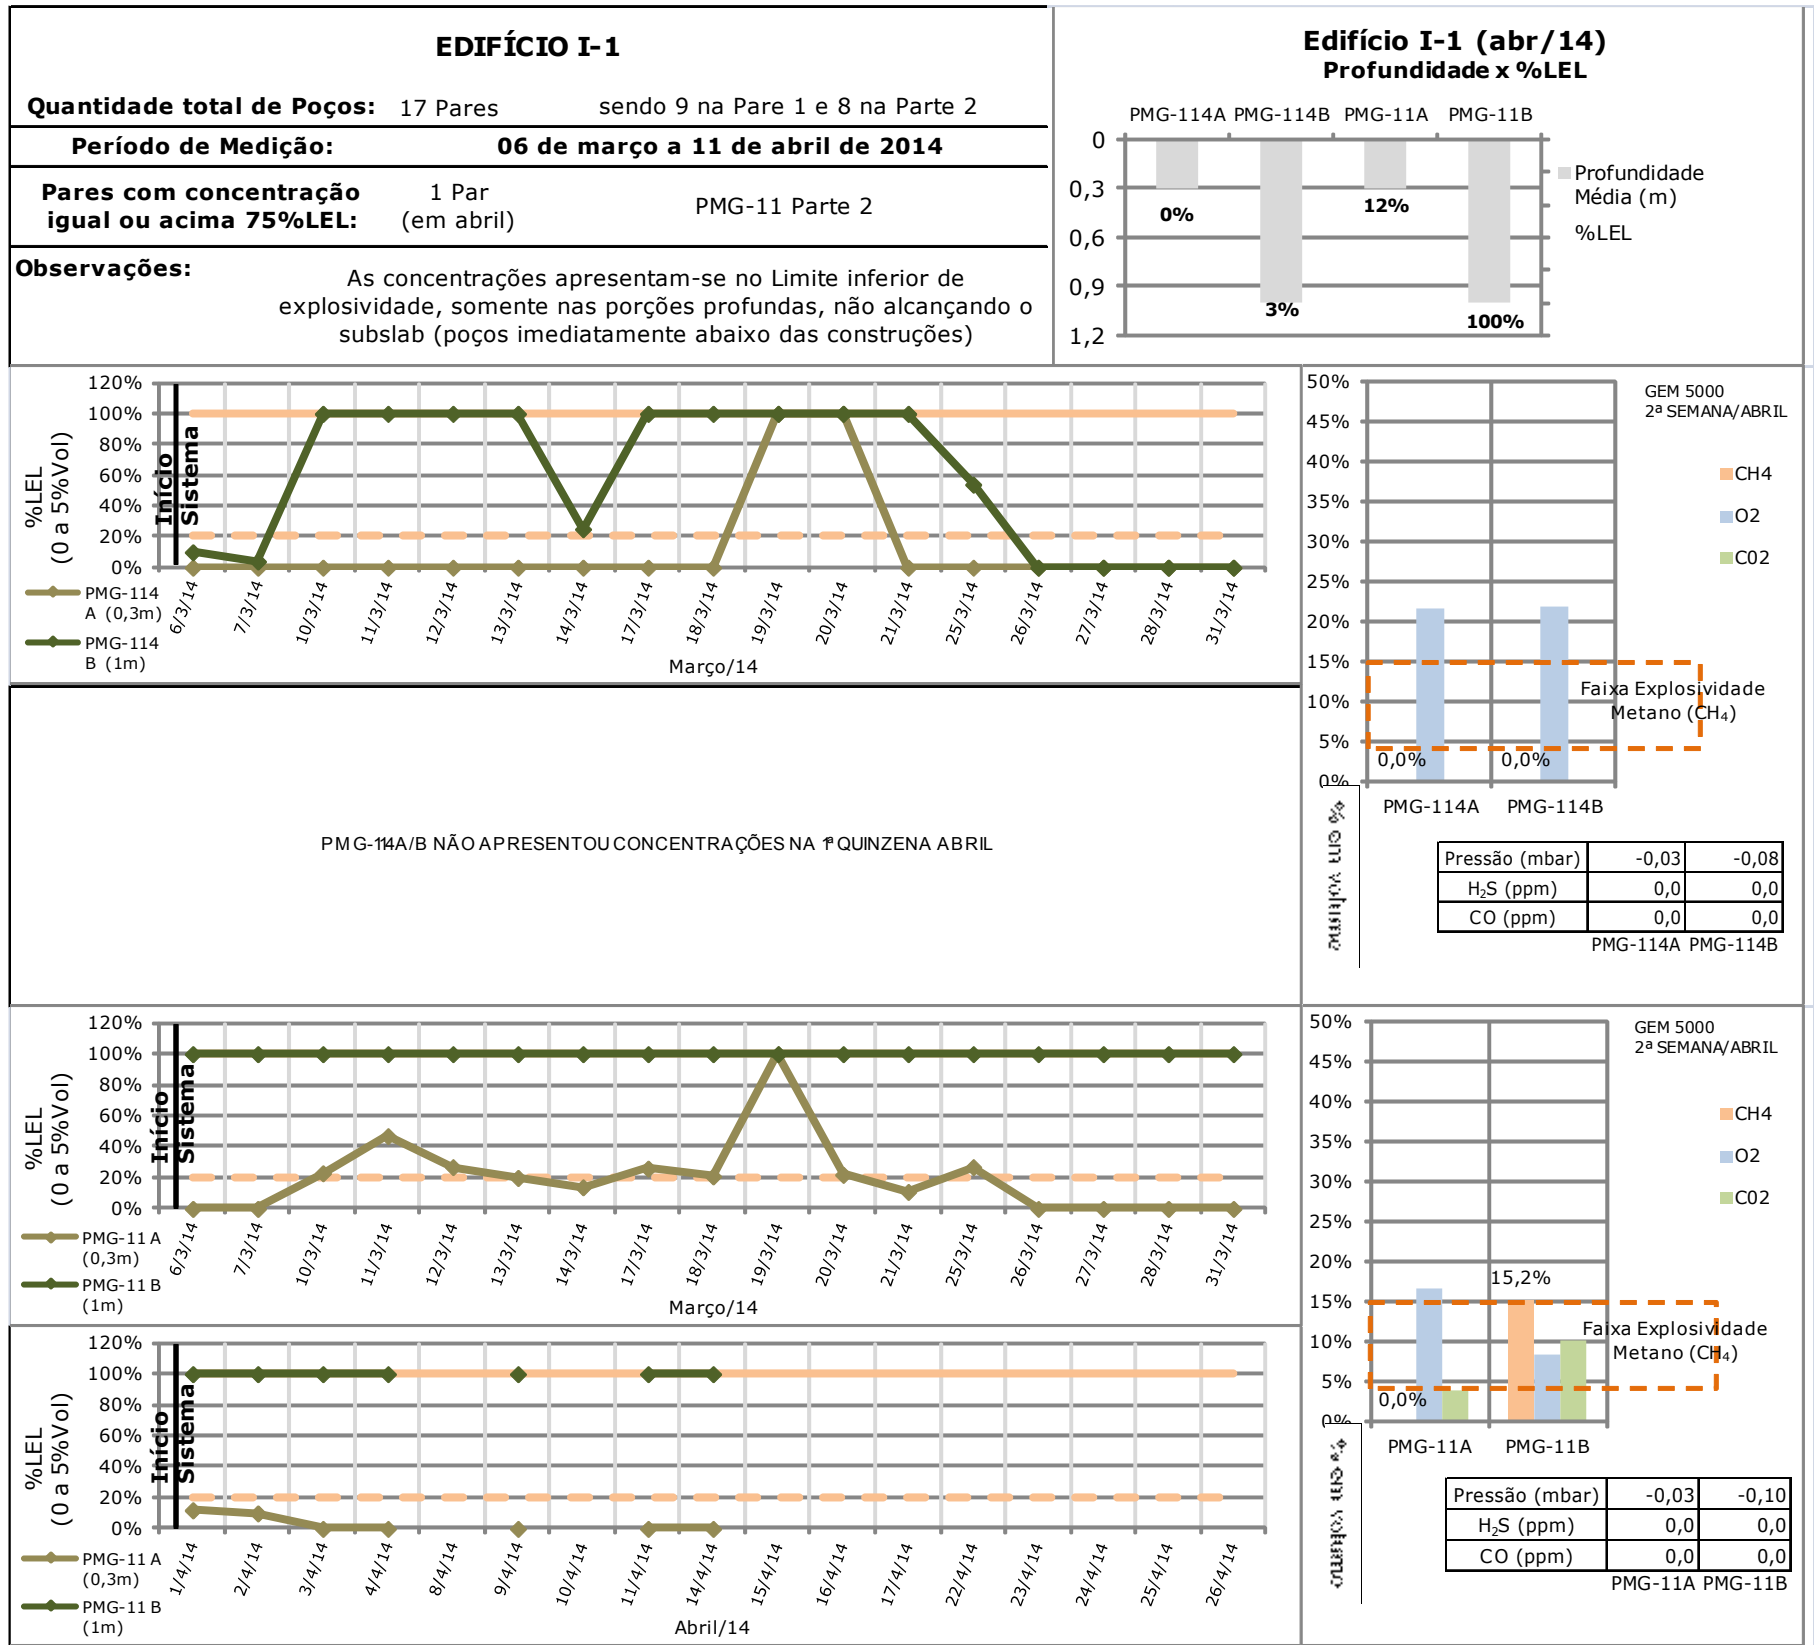 EDIFÍCIO I-1
Quantidade total de Poços: 17 Pares sendo 9 na Pare 1 e 8 na Parte 2
Período de Medição: 06 de março a 11 de abril de 2014
Pares com concentração
igual ou acima 75%LEL:
1 Par
(em abril)
PMG-11 Parte 2
Observações:
As concentrações apresentam-se no Limite inferior de
explosividade, somente nas porções profundas, não alcançando o
subslab (poços imediatamente abaixo das construções)
Edifício I-1 (abr/14)
Profundidade x %LEL
PMG-114A PMG-114B PMG-11A PMG-11B
0
0,3
0,6
0,9
1,2
0%
3%
12%
100%
Profundidade
Média (m)
%LEL
%LEL
(0 a 5%Vol)
120%
100%
80%
60%
40%
20%
0%
Início
Sistema
6/3/14 7/3/14 10/3/14 11/3/14 12/3/14 13/3/14 14/3/14 17/3/14 18/3/14 19/3/14 20/3/14 21/3/14 25/3/14 26/3/14 27/3/14 28/3/14 31/3/14
Março/14
PMG-114
A (0,3m)
PMG-114
B (1m)
50%
45%
40%
35%
30%
25%
20%
15%
10%
5%
0%
GEM 5000
2ª SEMANA/ABRIL
CH4
O2
C02
Faixa Explosividade
Metano (CH₄)
0,0% 0,0%
PMG-114A PMG-114B
Pressão (mbar) -0,03 -0,08
H₂S (ppm) 0,0 0,0
CO (ppm) 0,0 0,0
PMG-114A PMG-114B
PMG-114A/B NÃO APRESENTOU CONCENTRAÇÕES NA 1ª QUINZENA ABRIL
%LEL
(0 a 5%Vol)
120%
100%
80%
60%
40%
20%
0%
Início
Sistema
6/3/14 7/3/14 10/3/14 11/3/14 12/3/14 13/3/14 14/3/14 17/3/14 18/3/14 19/3/14 20/3/14 21/3/14 25/3/14 26/3/14 27/3/14 28/3/14 31/3/14
Março/14
PMG-11 A
(0,3m)
PMG-11 B
(1m)
50%
45%
40%
35%
30%
25%
20%
15%
10%
5%
0%
GEM 5000
2ª SEMANA/ABRIL
CH4
O2
C02
15,2%
Faixa Explosividade
Metano (CH₄)
0,0%
PMG-11A PMG-11B
Pressão (mbar) -0,03 -0,10
H₂S (ppm) 0,0 0,0
CO (ppm) 0,0 0,0
PMG-11A PMG-11B
%LEL
(0 a 5%Vol)
120%
100%
80%
60%
40%
20%
0%
Início
Sistema
1/4/14 2/4/14 3/4/14 4/4/14 8/4/14 9/4/14 10/4/14 11/4/14 14/4/14 15/4/14 16/4/14 17/4/14 22/4/14 23/4/14 24/4/14 25/4/14 26/4/14
Abril/14
PMG-11 A
(0,3m)
PMG-11 B
(1m)